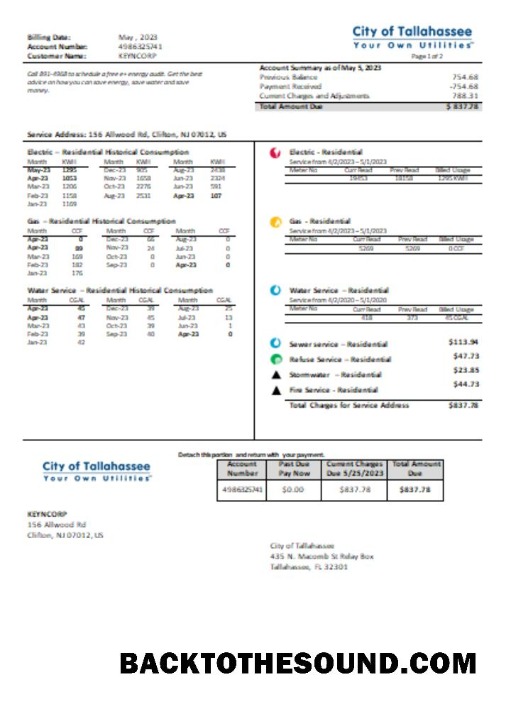 Billing Date: May , 2023
Account Number: 4986325741
Customer Name: KEYNCORP
City of Tallahassee
Your Own Utilities
Page 1 of 2
Call 891-4968 to schedule a free e+ energy audit. Get the best
advice on how you can save energy, save water and save
money.
Account Summary as of May 5, 2023
Previous Balance 754.68
Payment Received -754.68
Current Charges and Adjustments 788.31
Total Amount Due $ 837.78
Service Address: 156 Allwood Rd, Clifton, NJ 07012, US
Electric – Residential Historical Consumption
Month KWH Month KWH Month KWH
May-23 1295 Dec-23 905 Aug-23 2438
Apr-23 1053 Nov-23 1658 Jun-23 2324
Mar-23 1206 Oct-23 2276 Jun-23 591
Feb-23 1158 Aug-23 2531 Apr-23 107
Jan-23 1169
Electric - Residential
Service from 4/2/2023 – 5/1/2023
Meter No Curr Read Prev Read Billed Usage
19453 18158 1295 KWH
Gas – Residential Historical Consumption
Month CCF Month CCF Month CCF
Apr-23 0 Dec-23 66 Aug-23 0
Apr-23 89 Nov-23 24 Jul-23 0
Mar-23 169 Oct-23 0 Jun-23 0
Feb-23 182 Sep-23 0 Apr-23 0
Jan-23 176
Gas - Residential
Service from 4/2/2023 – 5/1/2023
Meter No Curr Read Prev Read Billed Usage
5269 5269 0 CCF
Water Service – Residential Historical Consumption
Month CGAL Month CGAL Month CGAL
Apr-23 45 Dec-23 39 Aug-23 25
Apr-23 47 Nov-23 45 Jul-23 13
Mar-23 43 Oct-23 39 Jun-23 1
Feb-23 39 Sep-23 40 Apr-23 0
Jan-23 42
Water Service – Residential
Service from 4/2/2020 – 5/1/2020
Meter No Curr Read Prev Read Billed Usage
418 373 45 CGAL
Sewer service – Residential $113.94
Refuse Service – Residential $47.73
Stormwater – Residential $23.85
Fire Service - Residential $44.73
Total Charges for Service Address $837.78
Detach this portion and return with your payment.
City of Tallahassee
Your Own Utilities
Account Number Past Due Pay Now Current Charges Due 5/25/2023 Total Amount Due
4986325741 $0.00 $837.78 $837.78
KEYNCORP
156 Allwood Rd
Clifton, NJ 07012, US
City of Tallahassee
435 N. Macomb St Relay Box
Tallahassee, FL 32301
BACKTOTHESOUND.COM